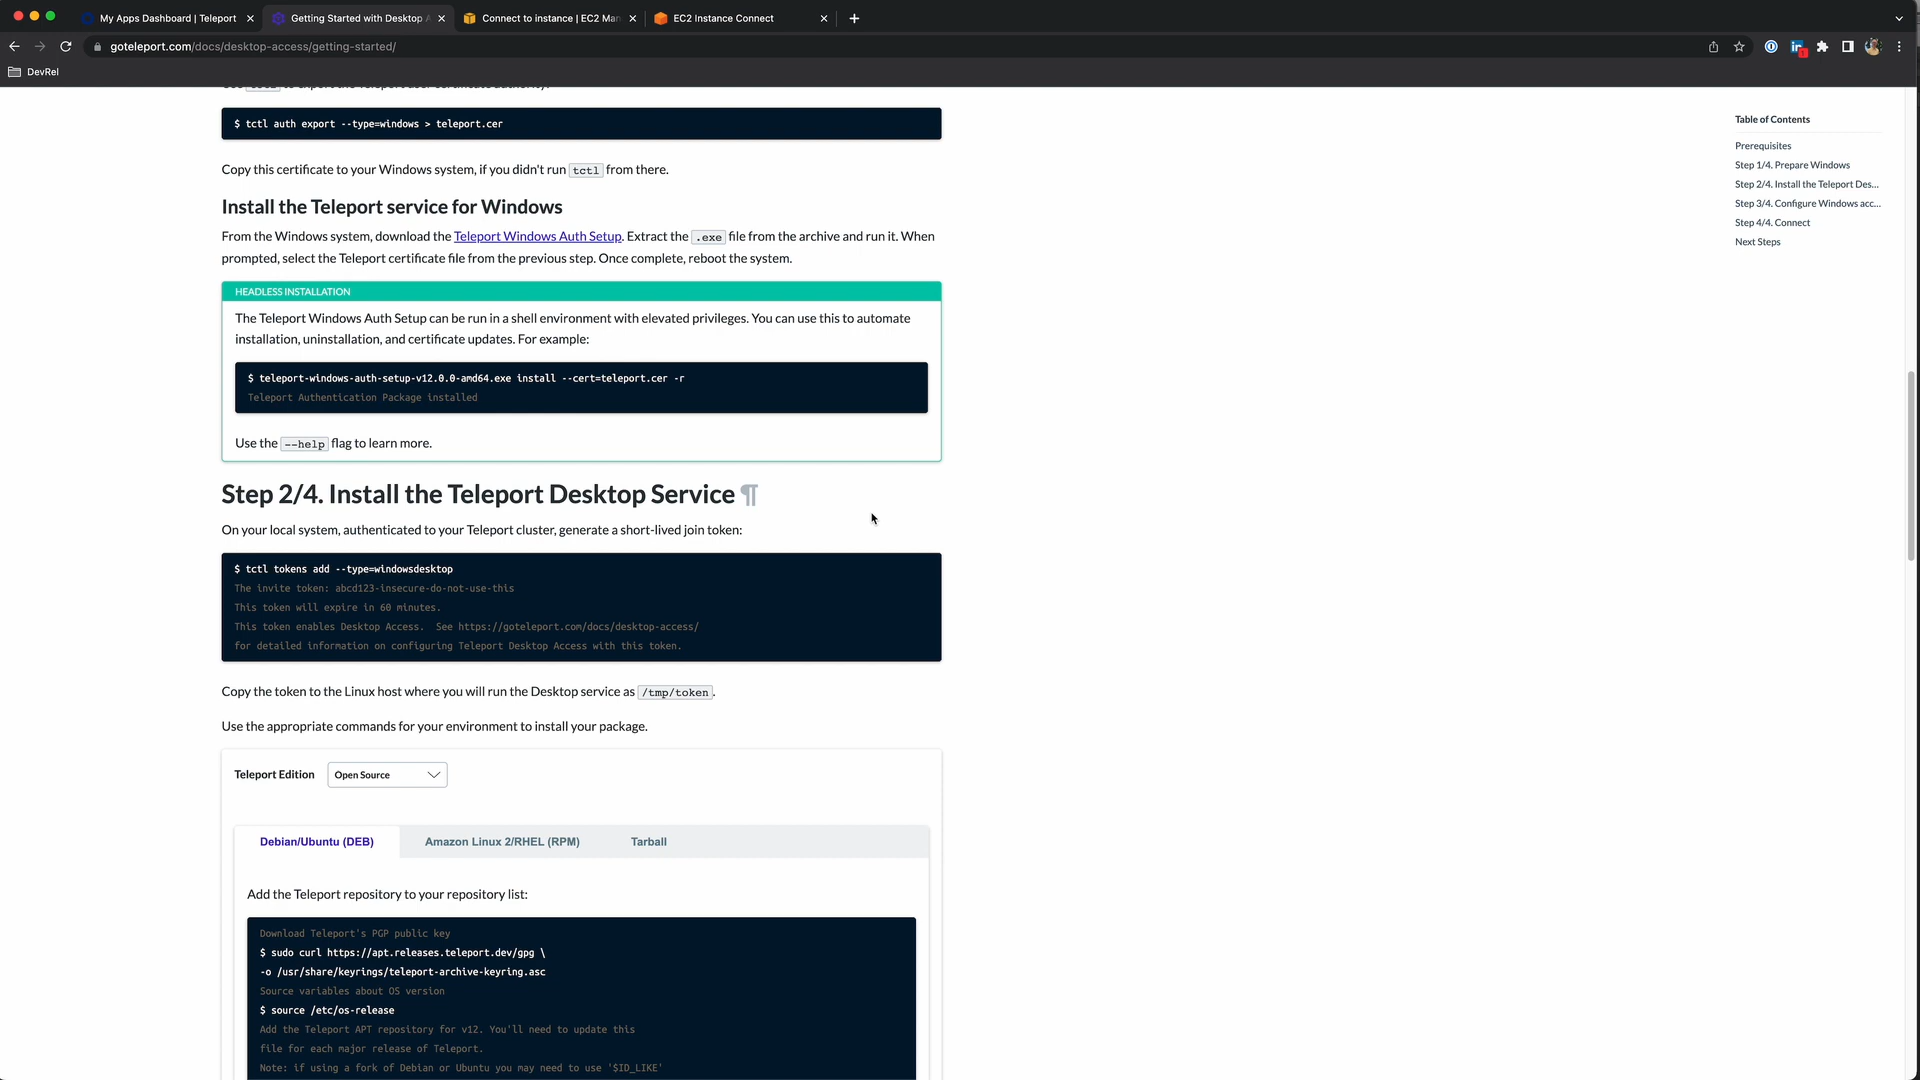 My Apps Dashboard | Teleport
Getting Started with Desktop A
Connect to instance | EC2 Man
EC2 Instance Connect
goteleport.com/docs/desktop-access/getting-started/
DevRel
$ tctl auth export --type=windows > teleport.cer
Copy this certificate to your Windows system, if you didn't run tctl from there.
Install the Teleport service for Windows
From the Windows system, download the Teleport Windows Auth Setup. Extract the .exe file from the archive and run it. When
prompted, select the Teleport certificate file from the previous step. Once complete, reboot the system.
HEADLESS INSTALLATION
The Teleport Windows Auth Setup can be run in a shell environment with elevated privileges. You can use this to automate
installation, uninstallation, and certificate updates. For example:
$ teleport-windows-auth-setup-v12.0.0-amd64.exe install --cert=teleport.cer -r
Teleport Authentication Package installed
Use the --help flag to learn more.
Step 2/4. Install the Teleport Desktop Service ¶
On your local system, authenticated to your Teleport cluster, generate a short-lived join token:
$ tctl tokens add --type=windowsdesktop
The invite token: abcd123-insecure-do-not-use-this
This token will expire in 60 minutes.
This token enables Desktop Access.  See https://goteleport.com/docs/desktop-access/
for detailed information on configuring Teleport Desktop Access with this token.
Copy the token to the Linux host where you will run the Desktop service as /tmp/token.
Use the appropriate commands for your environment to install your package.
Teleport Edition
Open Source
Debian/Ubuntu (DEB)
Amazon Linux 2/RHEL (RPM)
Tarball
Add the Teleport repository to your repository list:
Download Teleport's PGP public key
$ sudo curl https://apt.releases.teleport.dev/gpg \
-o /usr/share/keyrings/teleport-archive-keyring.asc
Source variables about OS version
$ source /etc/os-release
Add the Teleport APT repository for v12. You'll need to update this
file for each major release of Teleport.
Note: if using a fork of Debian or Ubuntu you may need to use '$ID_LIKE'
Table of Contents
Prerequisites
Step 1/4. Prepare Windows
Step 2/4. Install the Teleport Des...
Step 3/4. Configure Windows acc...
Step 4/4. Connect
Next Steps